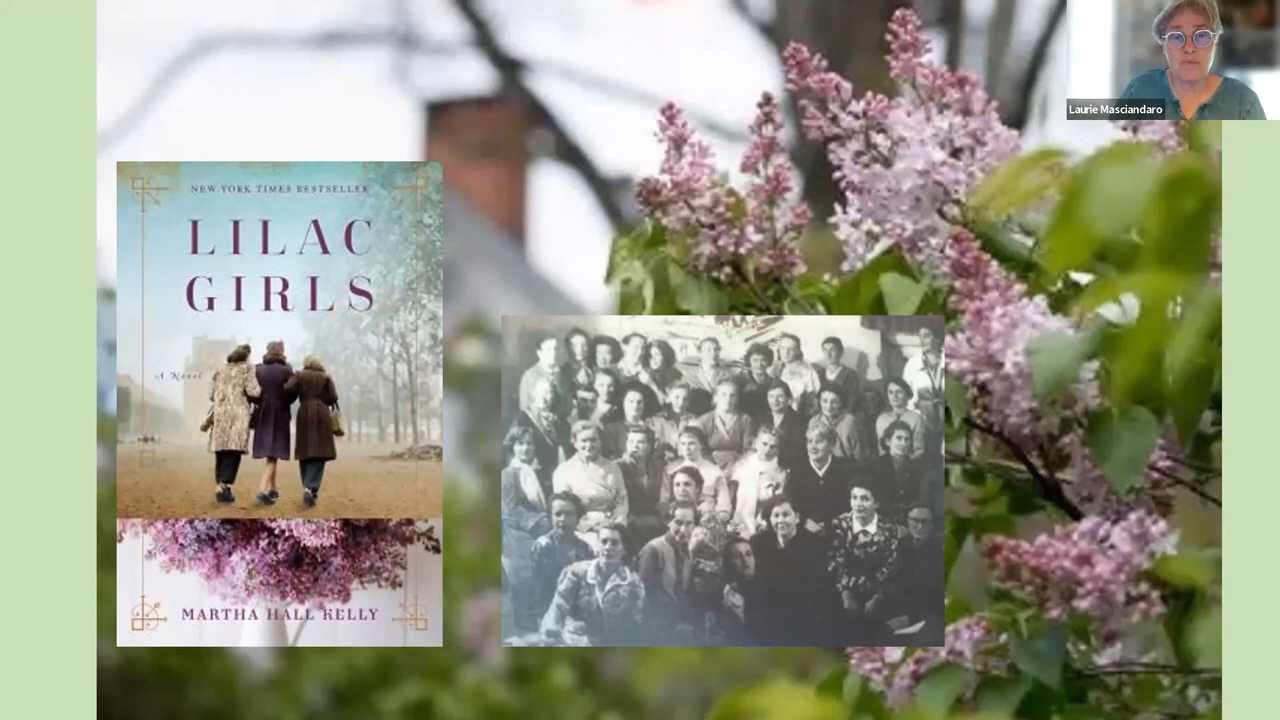 Laurie Masciandaro
NEW YORK TIMES BESTSELLER
LILAC
GIRLS
A Novel
MARTHA HALL KELLY